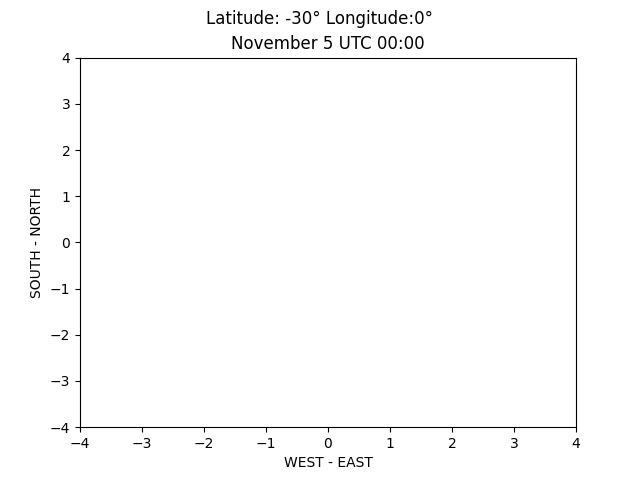 Latitude: -30° Longitude:0°
November 5 UTC 00:00
4
3
2
1
0
−1
−2
−3
−4
SOUTH - NORTH
−4 −3 −2 −1 0 1 2 3 4
WEST - EAST